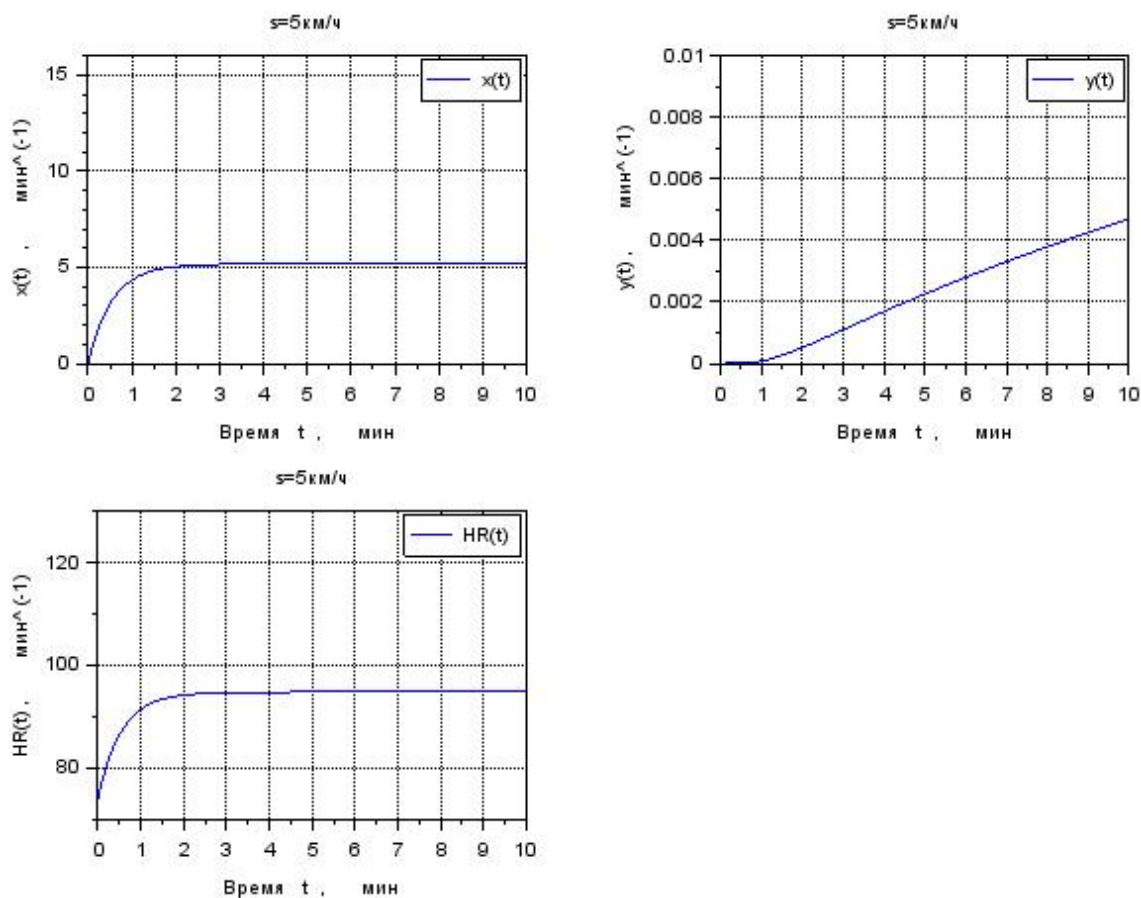 s=5км/ч
x(t) , мин^(-1)
15
10
5
0
x(t)
0 1 2 3 4 5 6 7 8 9 10
Время t , мин
s=5км/ч
y(t) , мин^(-1)
0.01
0.008
0.006
0.004
0.002
0
y(t)
0 1 2 3 4 5 6 7 8 9 10
Время t , мин
s=5км/ч
HR(t) , мин^(-1)
120
100
80
HR(t)
0 1 2 3 4 5 6 7 8 9 10
Время t , мин